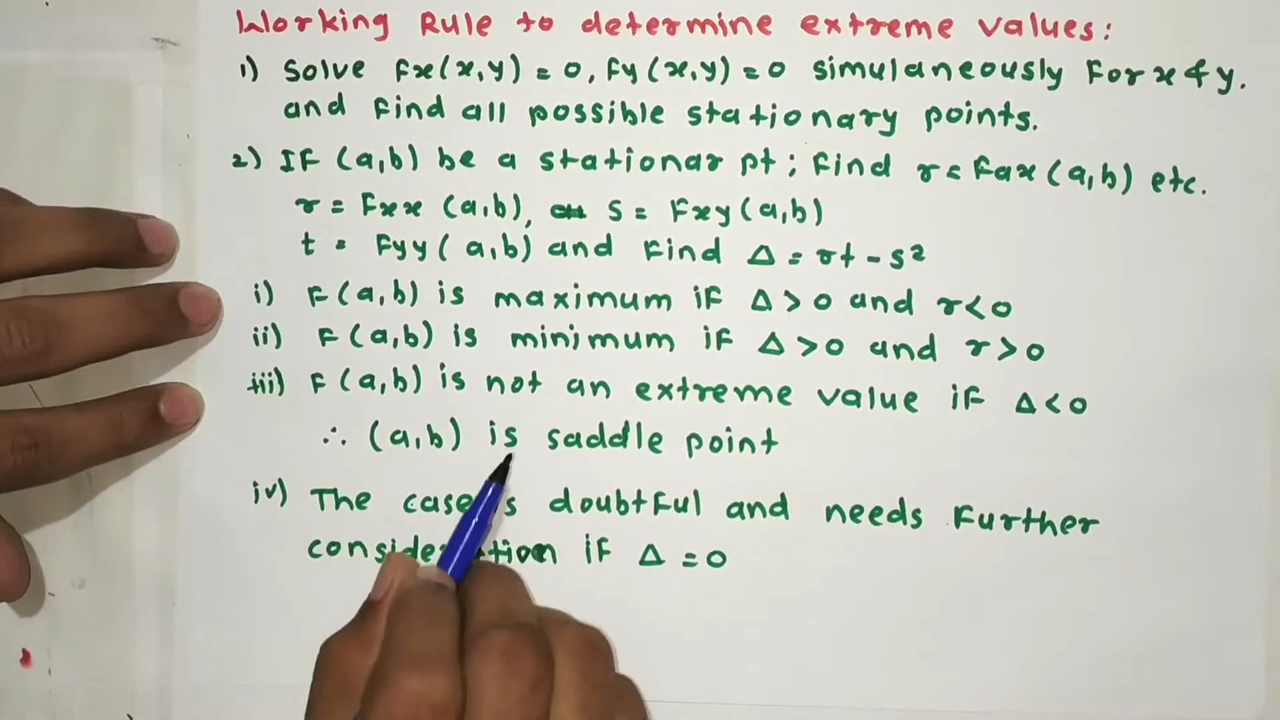 Working Rule to determine extreme values:
1) Solve Fx(x,y) = 0, Fy(x,y) = 0 simulaneously for x & y.
and find all possible stationary points.
2) If (a,b) be a stationar pt; find r = fax(a,b) etc.
r = Fxx (a,b), S = Fxy(a,b)
t = Fyy(a,b) and find Δ = rt - s²
i) F(a,b) is maximum if Δ>0 and r<0
ii) F(a,b) is minimum if Δ>0 and r>0
iii) F(a,b) is not an extreme value if Δ<0
∴ (a,b) is saddle point
iv) The case doubtful and needs further
if Δ = 0